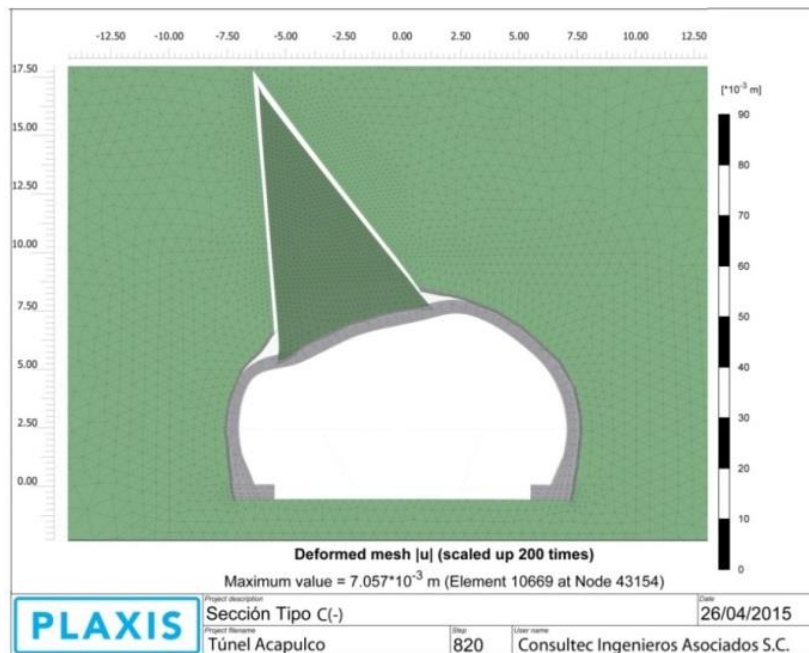 -12.50 -10.00 -7.50 -5.00 -2.50 0.00 2.50 5.00 7.50 10.00 12.50
17.50
15.00
12.50
10.00
7.50
5.00
2.50
0.00
[*10-3 m]
90
80
70
60
50
40
30
20
10
0
Deformed mesh |u| (scaled up 200 times)
Maximum value = 7.057*10-3 m (Element 10669 at Node 43154)
PLAXIS
Project description
Sección Tipo C(-)
Date
26/04/2015
Project filename
Túnel Acapulco
Step
820
User name
Consultec Ingenieros Asociados S.C.